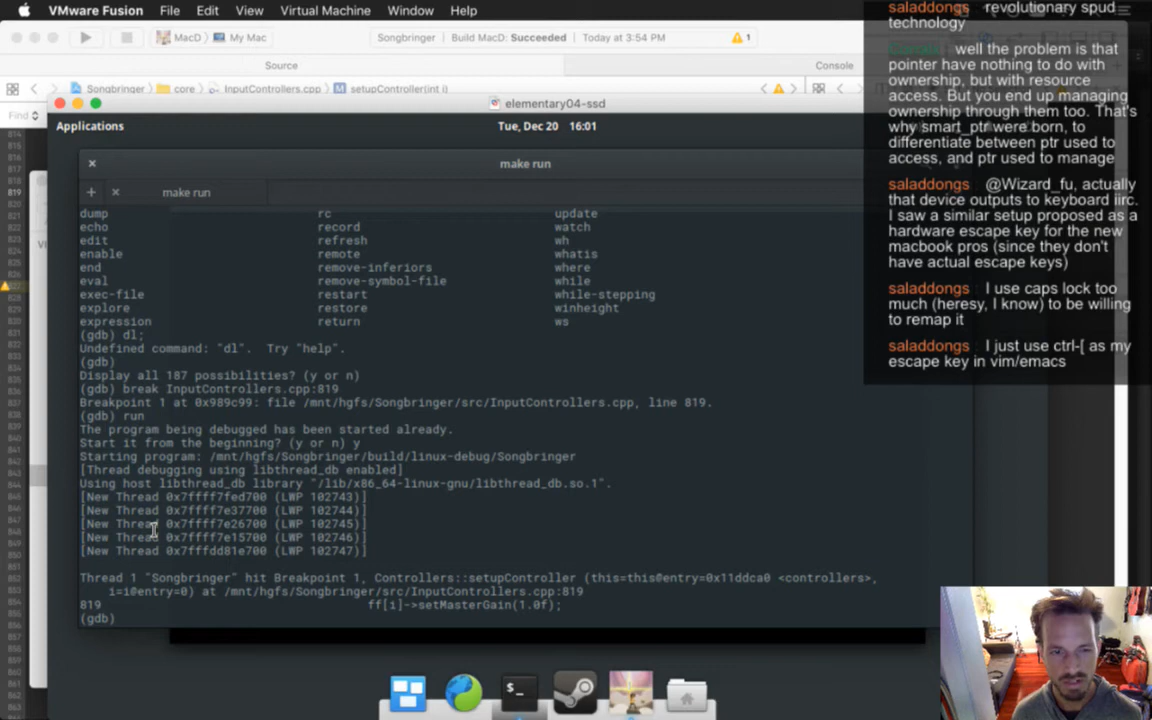 VMware Fusion File Edit View Virtual Machine Window Help
MacD My Mac
Songbringer Build MacD: Succeeded Today at 3:54 PM 1
Source
Console
Songbringer core InputControllers.cpp setupController(int i)
Find
elementary04-ssd
Applications
Tue, Dec 20 16:01
make run
make run
dump rc update
echo record watch
edit refresh wh
enable remote whatis
end remove-inferiors where
eval remove-symbol-file while
exec-file restart while-stepping
explore restore winheight
expression return ws
(gdb) dl;
Undefined command: "dl". Try "help".
(gdb)
Display all 187 possibilities? (y or n)
(gdb) break InputControllers.cpp:819
Breakpoint 1 at 0x989c99: file /mnt/hgfs/Songbringer/src/InputControllers.cpp, line 819.
(gdb) run
The program being debugged has been started already.
Start it from the beginning? (y or n) y
Starting program: /mnt/hgfs/Songbringer/build/linux-debug/Songbringer
[Thread debugging using libthread_db enabled]
Using host libthread_db library "/lib/x86_64-linux-gnu/libthread_db.so.1".
[New Thread 0x7ffff7fed700 (LWP 102743)]
[New Thread 0x7ffff7e37700 (LWP 102744)]
[New Thread 0x7ffff7e26700 (LWP 102745)]
[New Thread 0x7ffff7e15700 (LWP 102746)]
[New Thread 0x7fffdd81e700 (LWP 102747)]
Thread 1 "Songbringer" hit Breakpoint 1, Controllers::setupController (this=this@entry=0x11ddca0 <controllers>,
i=i@entry=0) at /mnt/hgfs/Songbringer/src/InputControllers.cpp:819
819 ff[i]->setMasterGain(1.0f);
(gdb)
saladdongs revolutionary spud
technology
well the problem is that
pointer have nothing to do with
ownership, but with resource
access. But you end up managing
ownership through them too. That's
why smart_ptr were born, to
differentiate between ptr used to
access, and ptr used to manage
saladdongs @Wizard_fu, actually
that device outputs to keyboard iirc.
I saw a similar setup proposed as a
hardware escape key for the new
macbook pros (since they don't
have actual escape keys)
saladdongs I use caps lock too
much (heresy, I know) to be willing
to remap it
saladdongs I just use ctrl-[ as my
escape key in vim/emacs